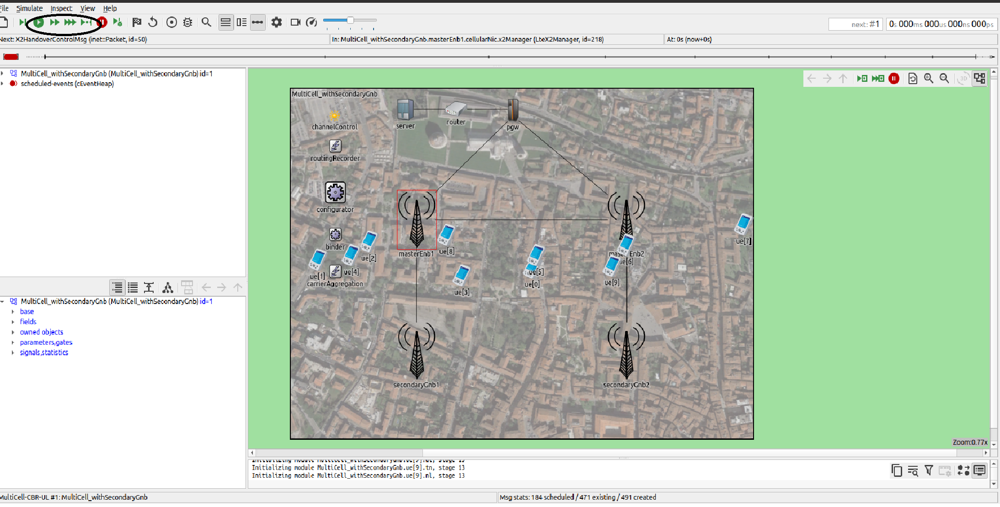 File Simulate Inspect View Help
next: #1 0s 000ms 000us 000ns 000ps
Next: X2HandoverControlMsg (inet::Packet, id=50) In: MultiCell_withSecondaryGnb.masterEnb1.cellularNic.x2Manager (LteX2Manager, id=218) At: 0s (now+0s)
MultiCell_withSecondaryGnb (MultiCell_withSecondaryGnb) id=1
scheduled-events (cEventHeap)
3D
MultiCell_withSecondaryGnb
channelControl
server
router
pgw
routingRecorder
configurator
binder
ue[2]
masterEnb1
ue[8]
ue[7]
ue[6]
ue[1]
ue[4]
carrierAggregation
ue[3]
ue[5]
ue[0]
ue[9]
secondaryGnb1
secondaryGnb2
Zoom:0.77x
MultiCell_withSecondaryGnb (MultiCell_withSecondaryGnb) id=1
base
fields
owned objects
parameters,gates
signals,statistics
Initializing module MultiCell_withSecondaryGnb.ue[9].tn, stage 13
Initializing module MultiCell_withSecondaryGnb.ue[9].nl, stage 13
MultiCell-CBR-UL #1: MultiCell_withSecondaryGnb
Msg stats: 184 scheduled / 471 existing / 491 created